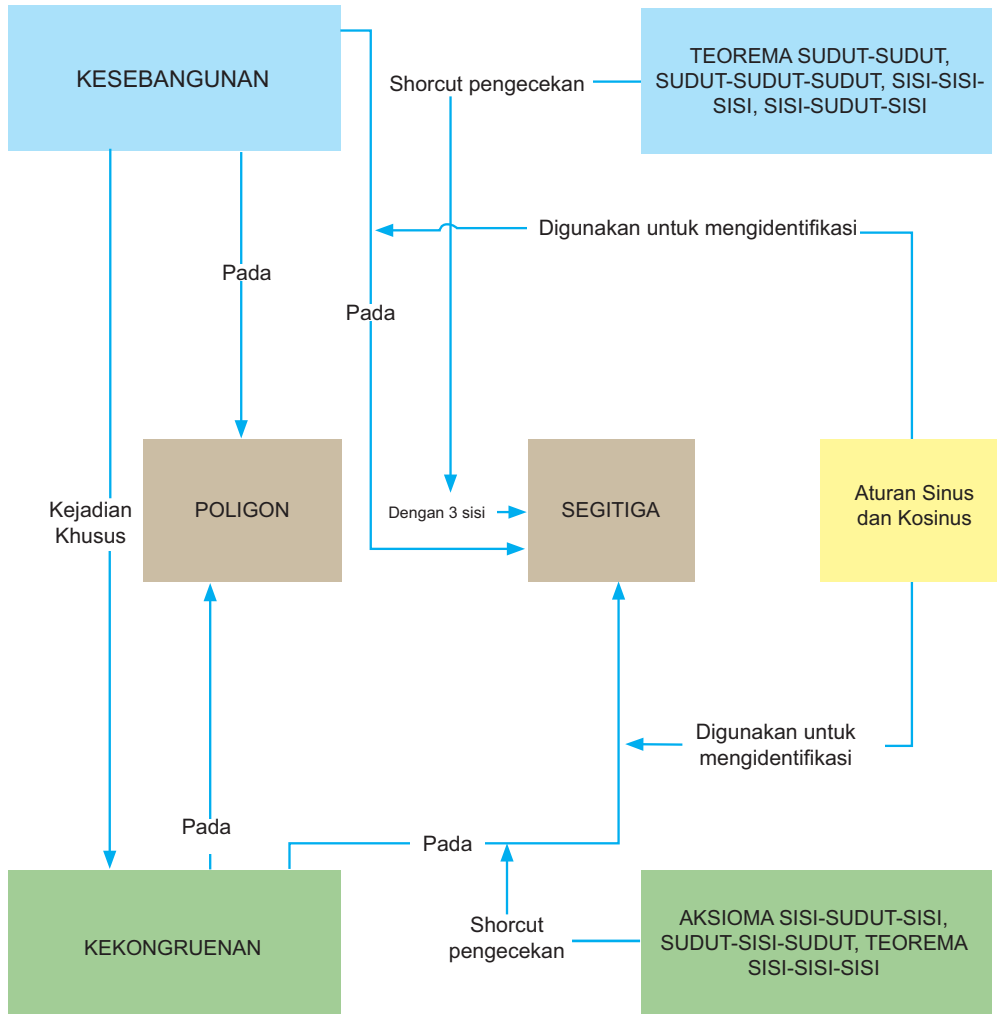 KESEBANGUNAN
Shorcut pengecekan
TEOREMA SUDUT-SUDUT,
SUDUT-SUDUT-SUDUT, SISI-SISI-
SISI, SISI-SUDUT-SISI
Digunakan untuk mengidentifikasi
Pada
Pada
Kejadian
Khusus
POLIGON
Dengan 3 sisi
SEGITIGA
Aturan Sinus
dan Kosinus
Digunakan untuk
mengidentifikasi
Pada
Pada
KEKONGRUENAN
Shorcut
pengecekan
AKSIOMA SISI-SUDUT-SISI,
SUDUT-SISI-SUDUT, TEOREMA
SISI-SISI-SISI